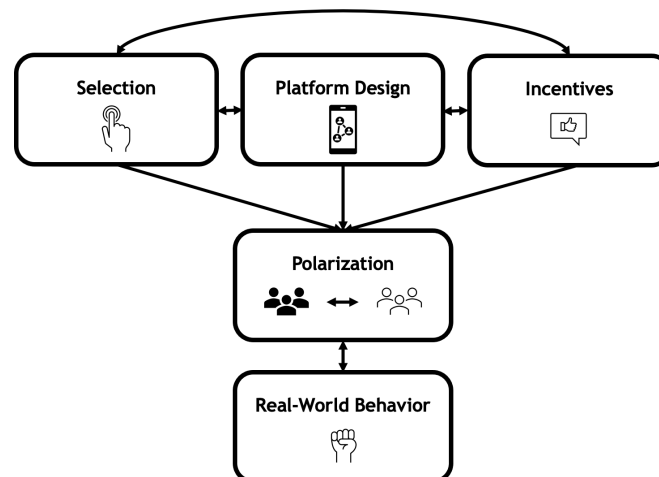 Selection
Platform Design
Incentives
Polarization
Real-World Behavior